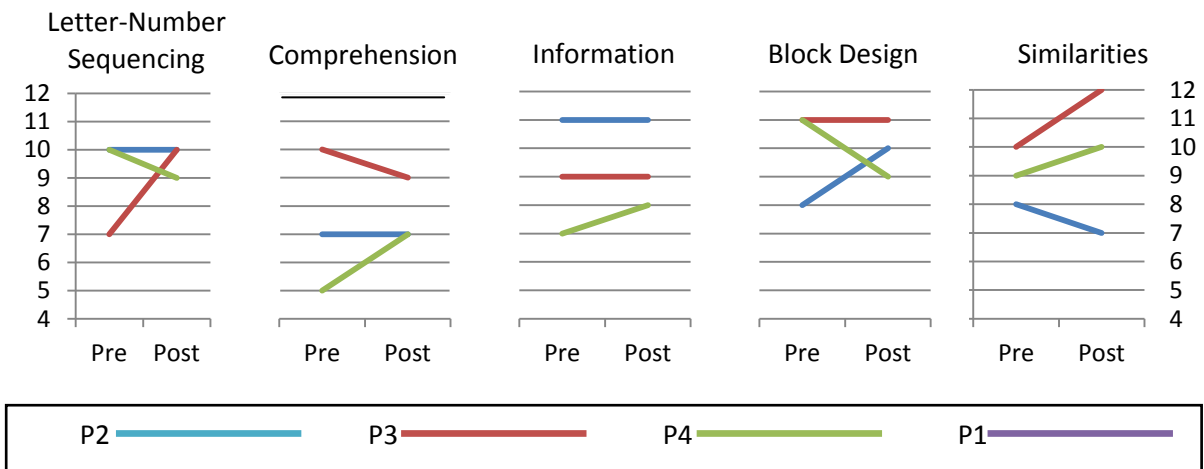 Letter-Number
Sequencing
Comprehension
Information
Block Design
Similarities
12
11
10
9
8
7
6
5
4
12
11
10
9
8
7
6
5
4
Pre Post
Pre Post
Pre Post
Pre Post
Pre Post
P2 P3 P4 P1